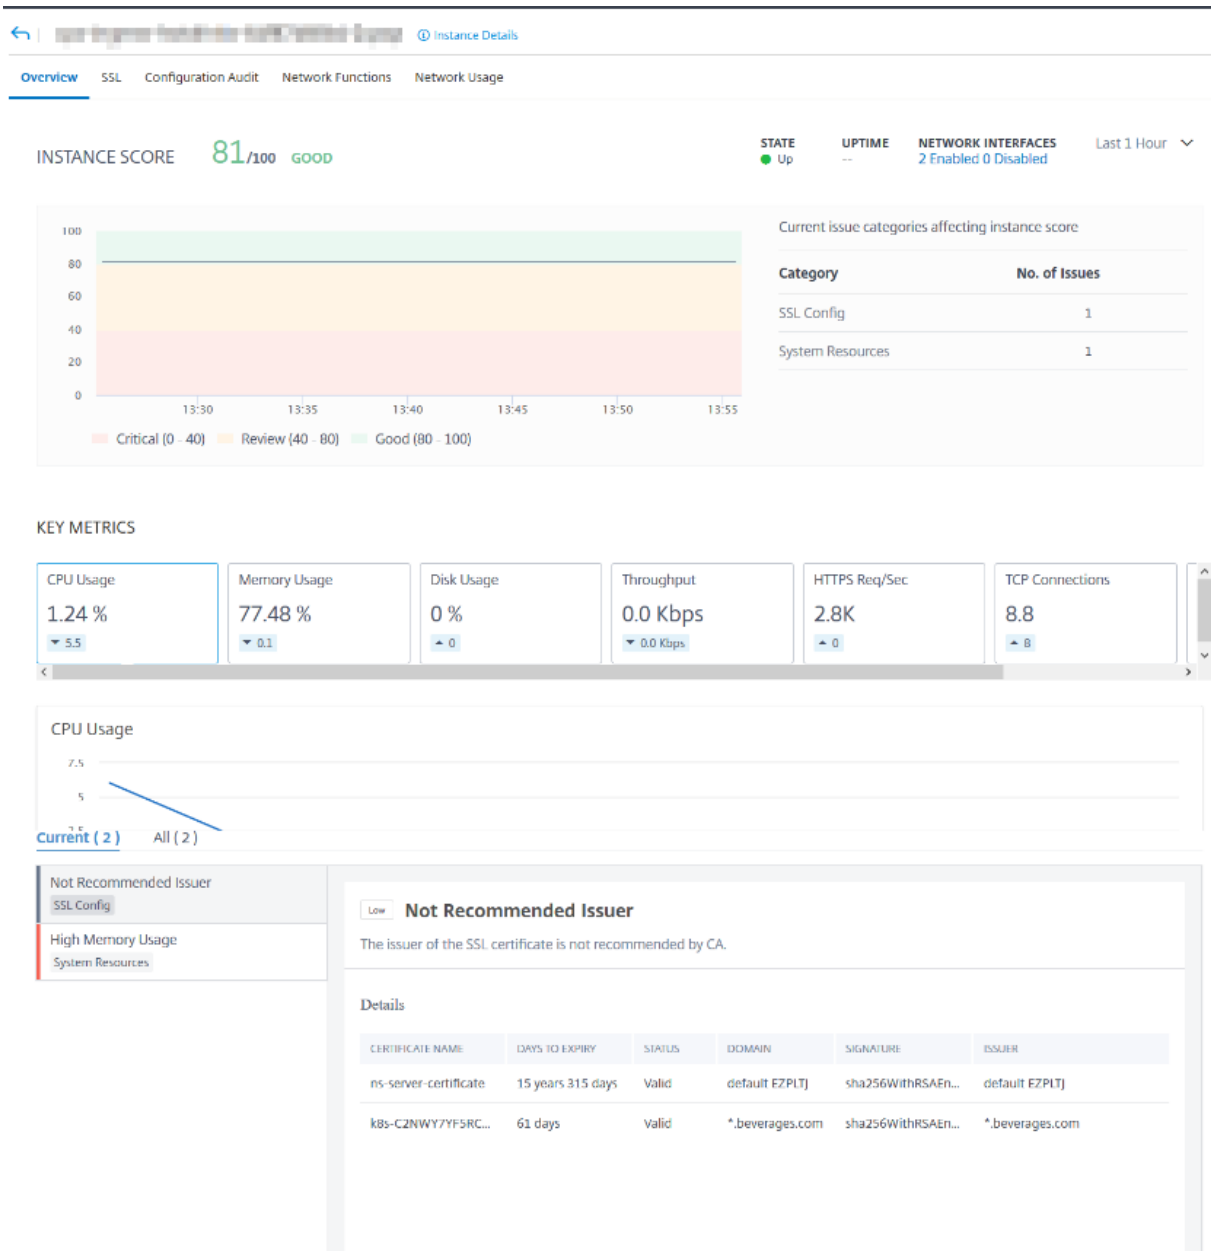 Instance Details
Overview SSL Configuration Audit Network Functions Network Usage
INSTANCE SCORE 81/100 GOOD
STATE UPTIME NETWORK INTERFACES Last 1 Hour
Up -- 2 Enabled 0 Disabled
Current issue categories affecting instance score
Category No. of Issues
SSL Config 1
System Resources 1
100
80
60
40
20
0
13:30 13:35 13:40 13:45 13:50 13:55
Critical (0 - 40) Review (40 - 80) Good (80 - 100)
KEY METRICS
CPU Usage Memory Usage Disk Usage Throughput HTTPS Req/Sec TCP Connections
1.24 % 77.48 % 0 % 0.0 Kbps 2.8K 8.8
5.5 0.1 0 0.0 Kbps 0 8
CPU Usage
7.5
5
Current ( 2 ) All ( 2 )
Not Recommended Issuer
SSL Config
High Memory Usage
System Resources
Low Not Recommended Issuer
The issuer of the SSL certificate is not recommended by CA.
Details
CERTIFICATE NAME DAYS TO EXPIRY STATUS DOMAIN SIGNATURE ISSUER
ns-server-certificate 15 years 315 days Valid default EZPLTJ sha256WithRSAEn... default EZPLTJ
k8s-C2NWY7YF5RC... 61 days Valid *.beverages.com sha256WithRSAEn... *.beverages.com